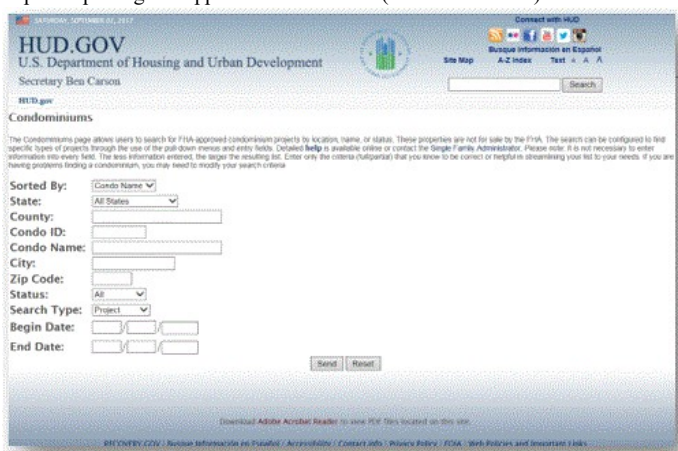 SATURDAY, SEPTEMBER 02, 2017
Connect with HUD
HUD.GOV
U.S. Department of Housing and Urban Development
Secretary Ben Carson
Busque Información en Español
Site Map A-Z Index Text A A A
Search
HUD.gov
Condominiums
The Condominiums page allows users to search for FHA-approved condominium projects by location, name, or status. These properties are not for sale by the FHA. The search can be configured to find
specific types of projects through the use of the pull-down menus and entry fields. Detailed help is available online or contact the Single Family Administrator. Please note: It is not necessary to enter
information into every field. The less information entered, the larger the resulting list. Enter only the criteria (full/partial) that you know to be correct or helpful in streamlining your list to your needs. If you are
having problems finding a condominium, you may need to modify your search criteria
Sorted By: Condo Name
State: All States
County:
Condo ID:
Condo Name:
City:
Zip Code:
Status: All
Search Type: Project
Begin Date: / /
End Date: / /
Send Reset
Download Adobe Acrobat Reader to view PDF files located on this site.
RECOVERY.GOV | Busque Información en Español | Accessibility | Contact Info | Privacy Policy | FOIA | Web Policies and Important Links